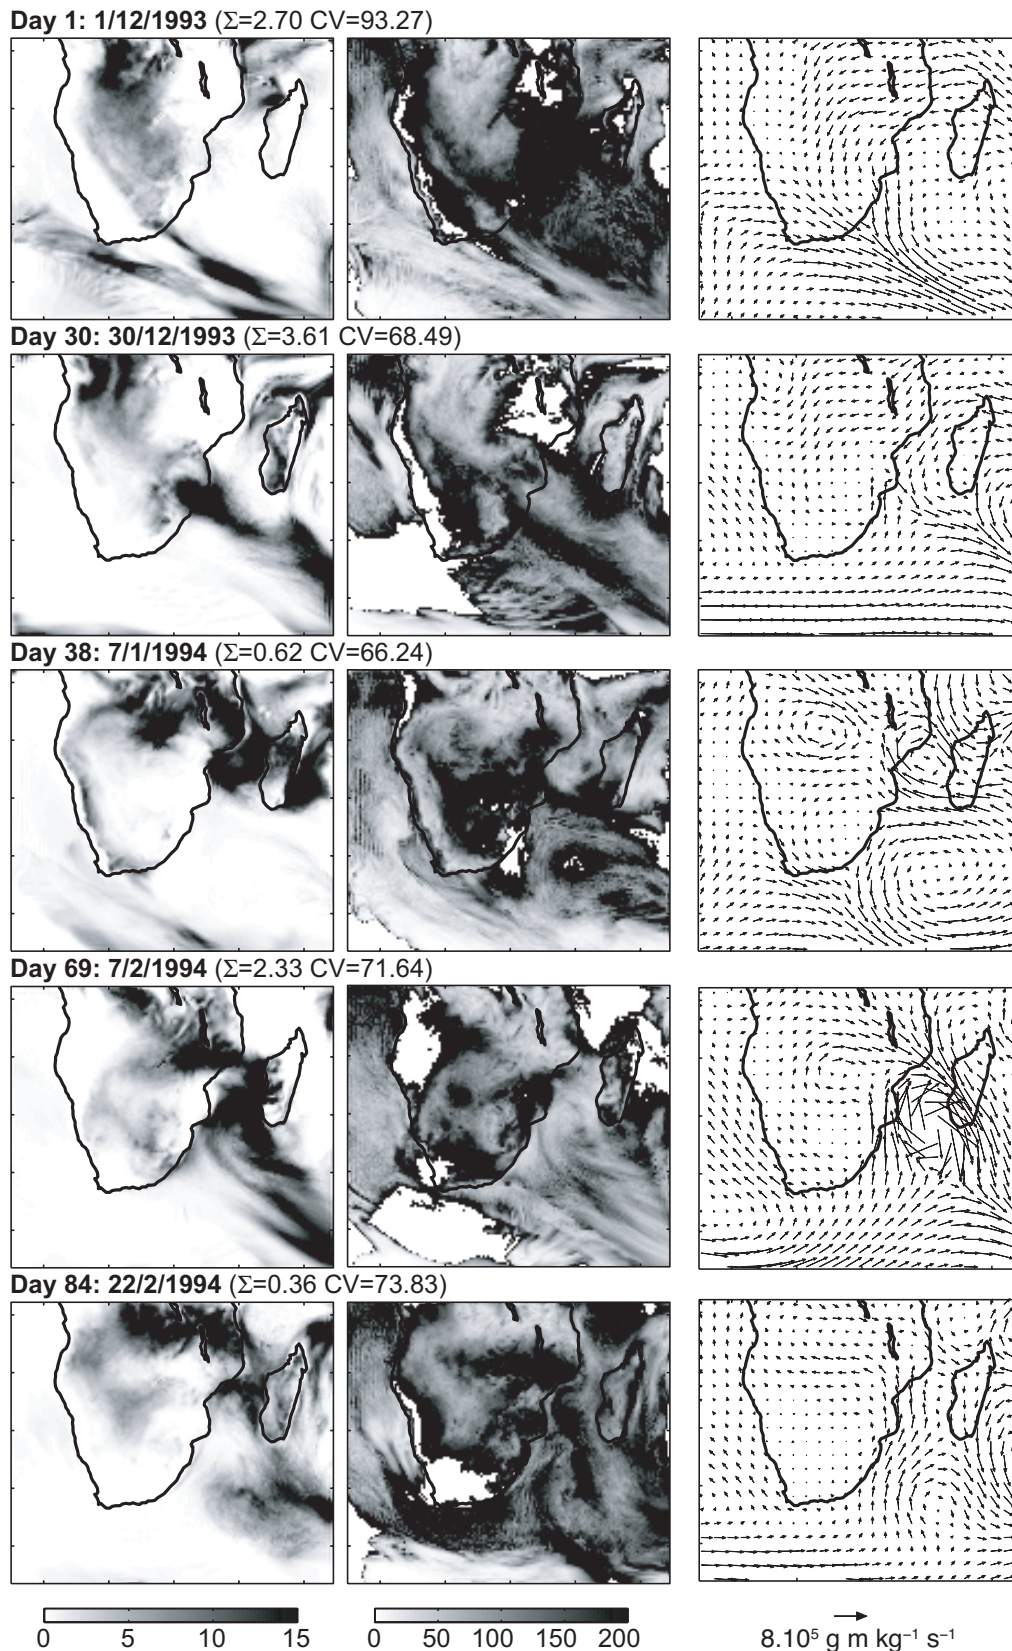 Day 1: 1/12/1993 (Σ=2.70 CV=93.27)
Day 30: 30/12/1993 (Σ=3.61 CV=68.49)
Day 38: 7/1/1994 (Σ=0.62 CV=66.24)
Day 69: 7/2/1994 (Σ=2.33 CV=71.64)
Day 84: 22/2/1994 (Σ=0.36 CV=73.83)
0 5 10 15 0 50 100 150 200 8.10⁵ g m kg⁻¹ s⁻¹